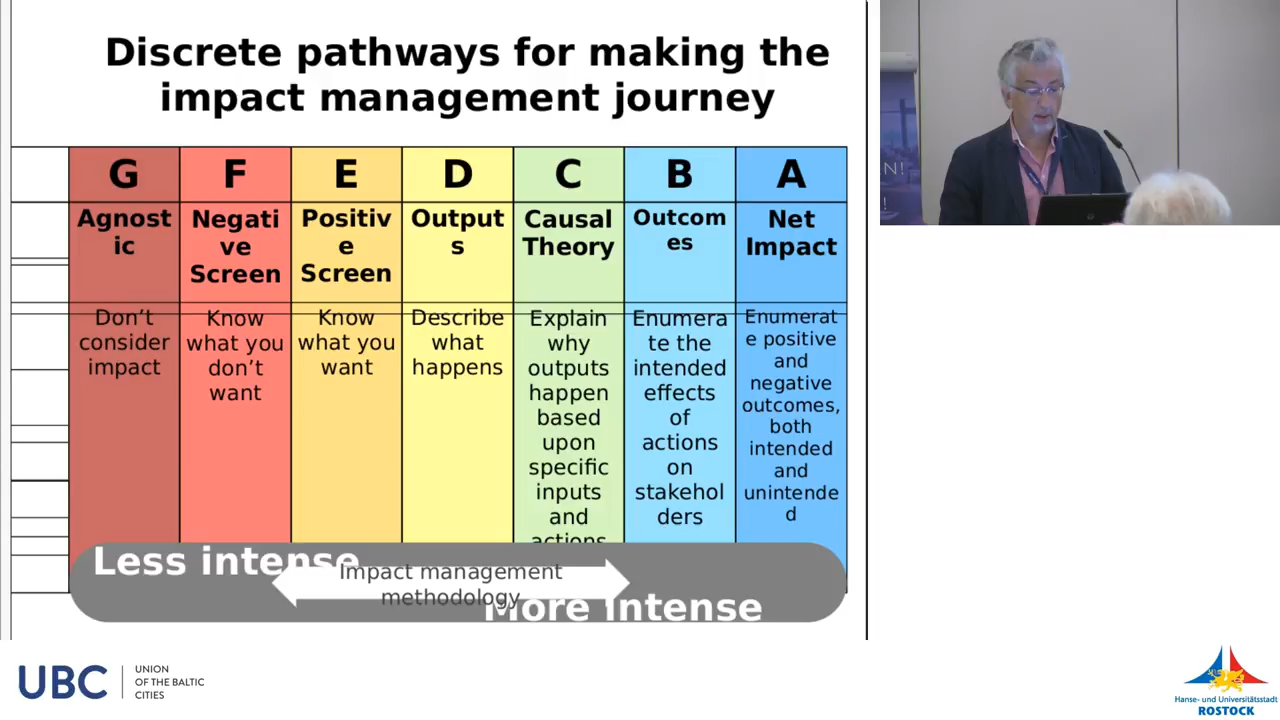 Discrete pathways for making the
impact management journey
G F E D C B A
Agnost
ic
Negati
ve
Screen
Positiv
e
Screen
Output
s
Causal
Theory
Outcom
es
Net
Impact
Don't
consider
impact
Know
what you
don't
want
Know
what you
want
Describe
what
happens
Explain
why
outputs
happen
based
upon
specific
inputs
and
actions
Enumera
te the
intended
effects
of
actions
on
stakehol
ders
Enumerat
e positive
and
negative
outcomes,
both
intended
and
unintende
d
Less intense
Impact management
methodology
More intense
N!
!
UBC
UNION
OF THE BALTIC
CITIES
Hanse- und Universitätsstadt
ROSTOCK